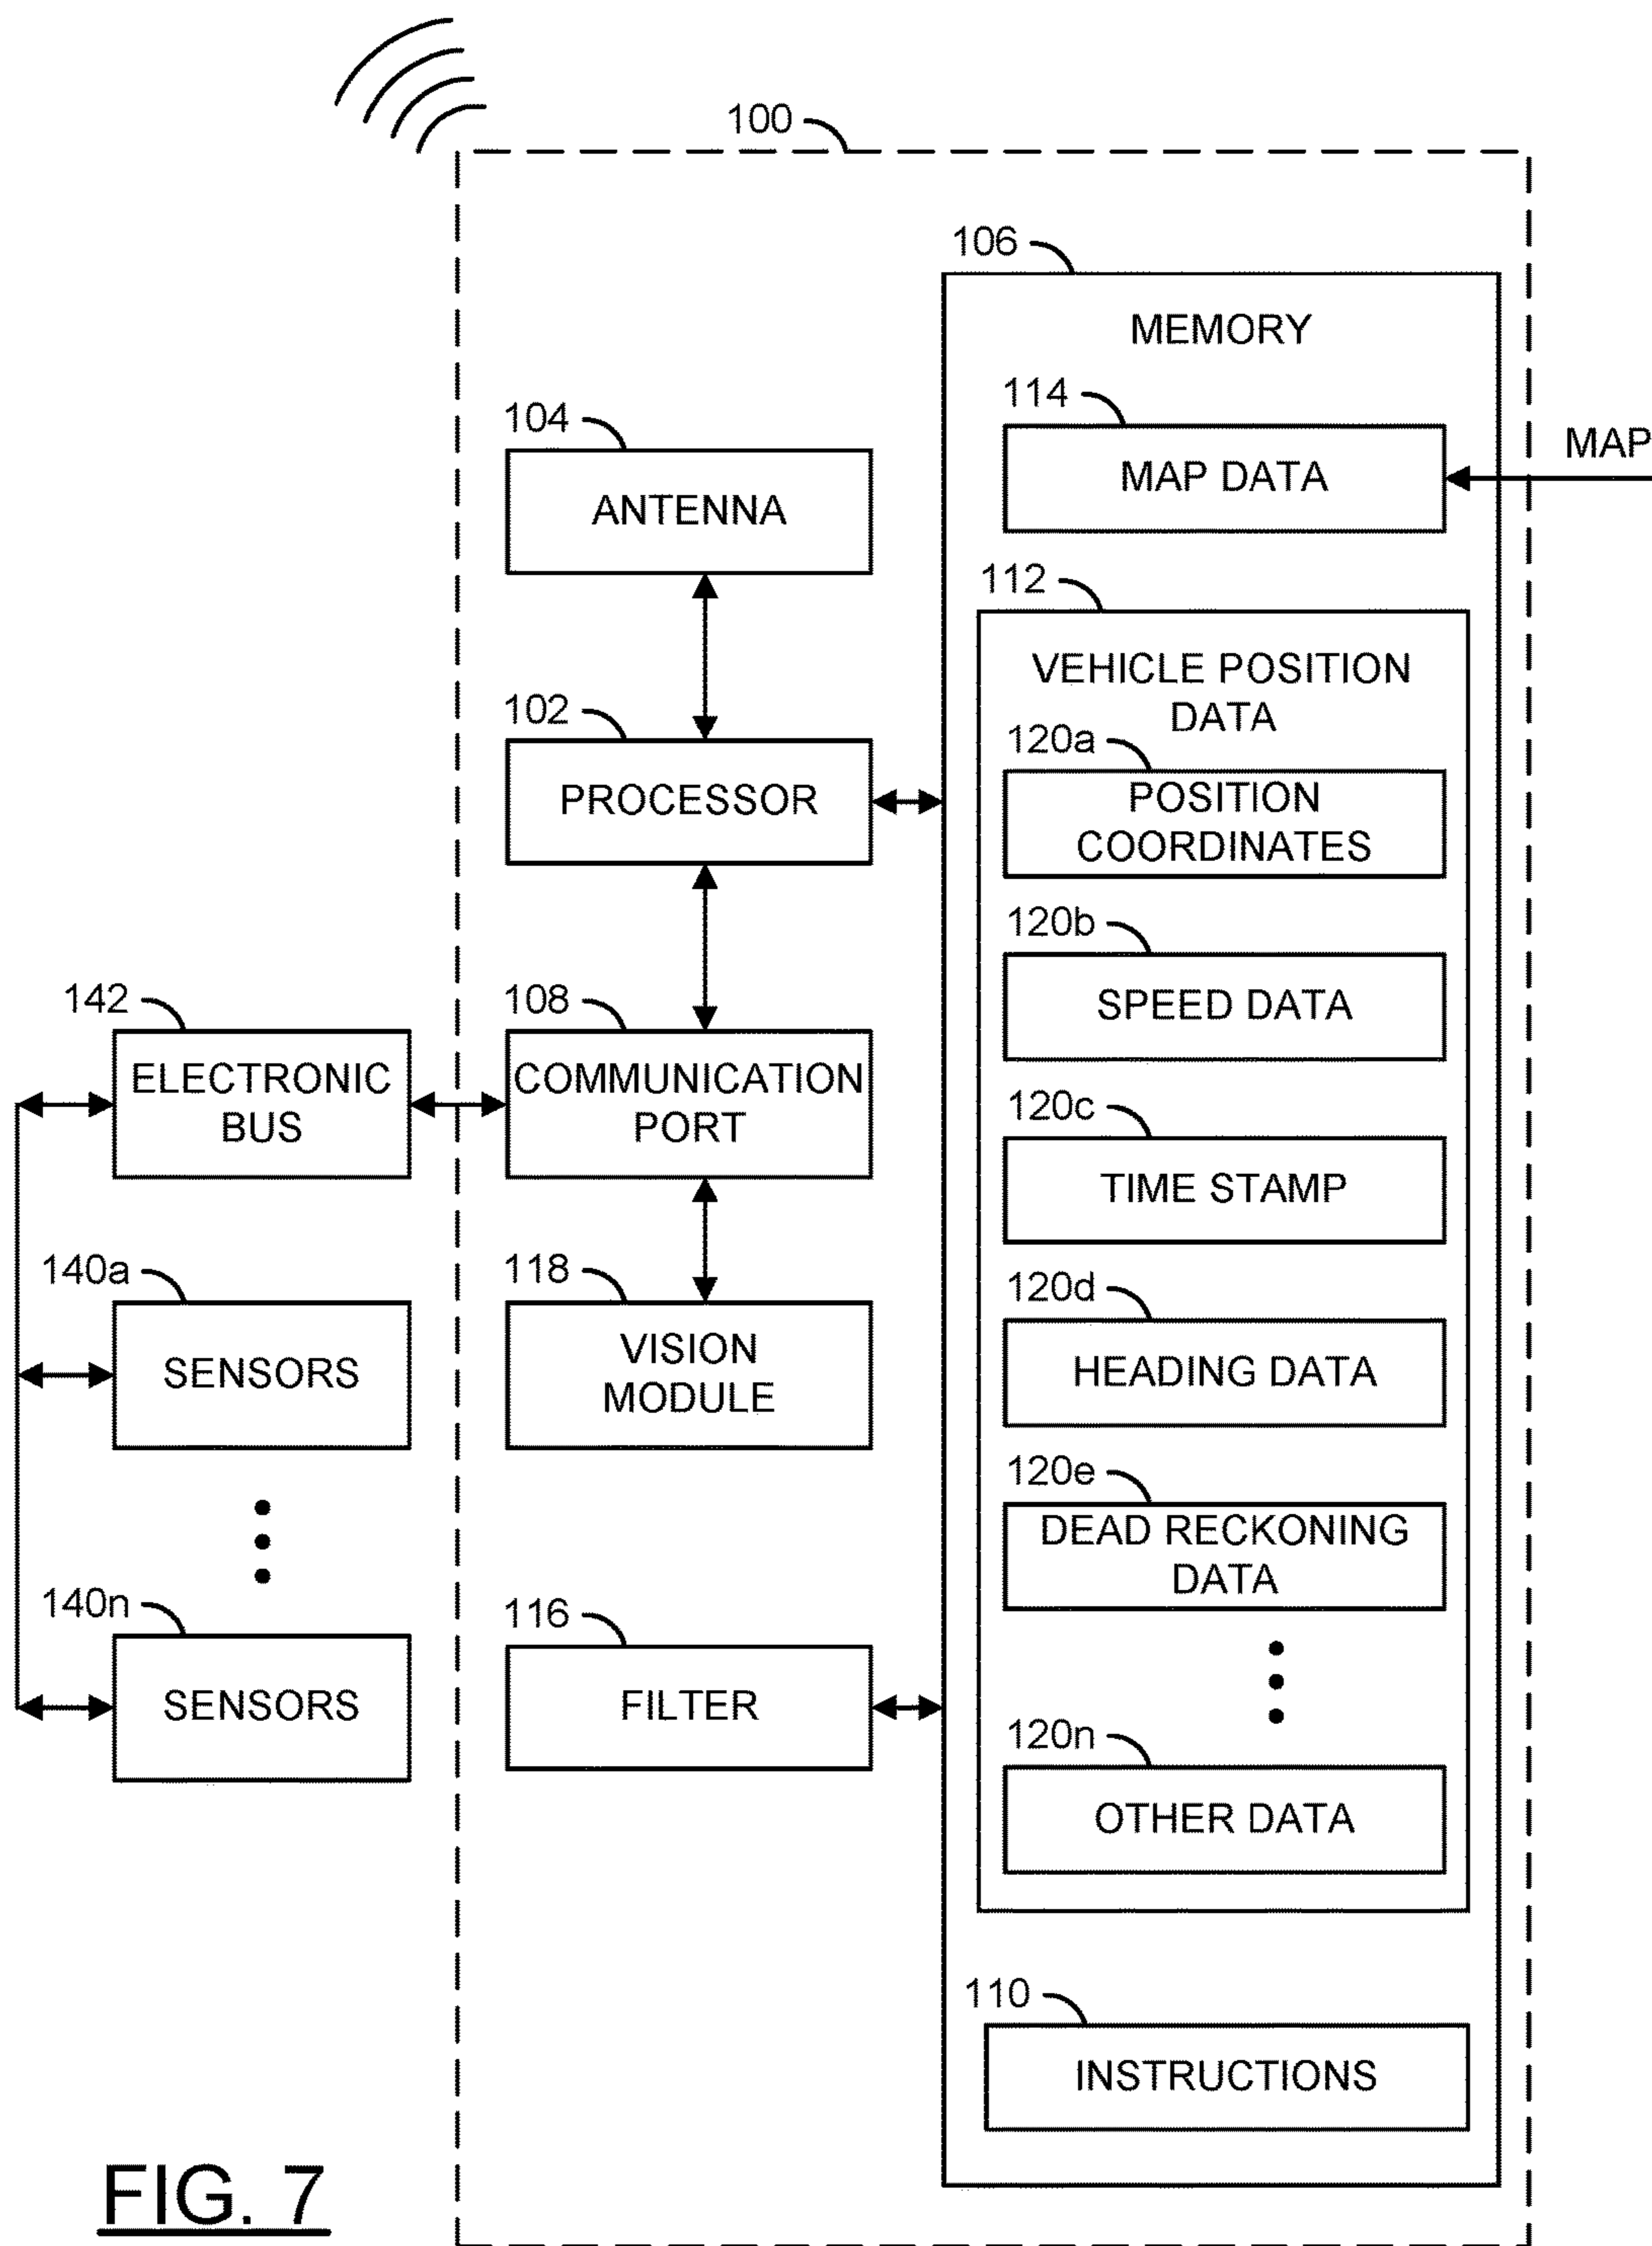 100
106
MEMORY
114
MAP DATA
MAP
104
ANTENNA
112
VEHICLE POSITION
DATA
102
PROCESSOR
120a
POSITION
COORDINATES
120b
SPEED DATA
142
ELECTRONIC
BUS
108
COMMUNICATION
PORT
120c
TIME STAMP
140a
SENSORS
118
VISION
MODULE
120d
HEADING DATA
120e
DEAD RECKONING
DATA
140n
SENSORS
116
FILTER
120n
OTHER DATA
110
INSTRUCTIONS
FIG. 7